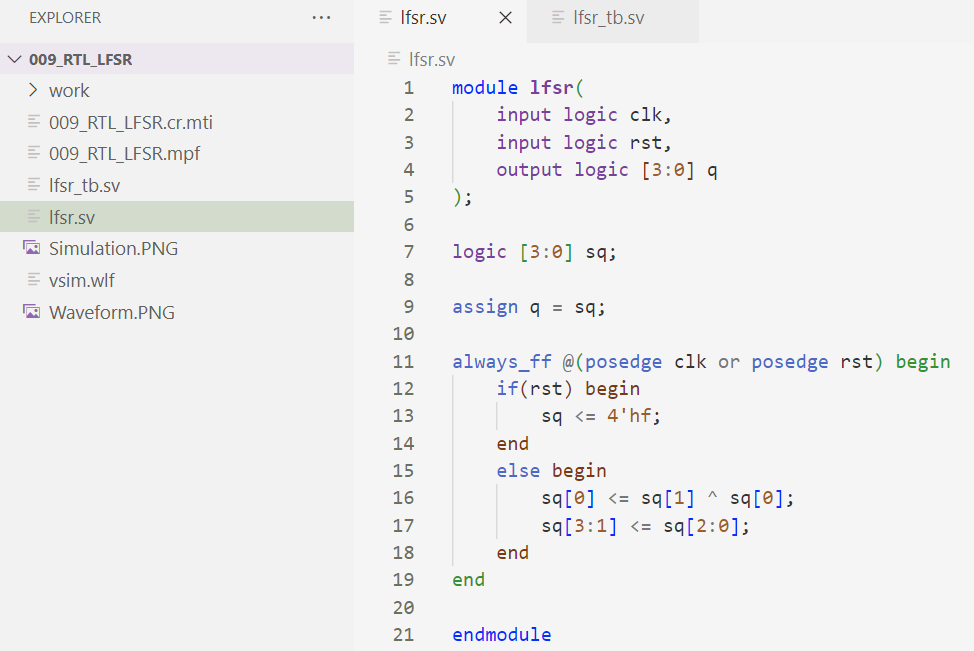 EXPLORER ...
009_RTL_LFSR
work
009_RTL_LFSR.cr.mti
009_RTL_LFSR.mpf
lfsr_tb.sv
lfsr.sv
Simulation.PNG
vsim.wlf
Waveform.PNG
lfsr.sv lfsr_tb.sv
lfsr.sv
1 module lfsr(
2     input logic clk,
3     input logic rst,
4     output logic [3:0] q
5 );
6
7 logic [3:0] sq;
8
9 assign q = sq;
10
11 always_ff @(posedge clk or posedge rst) begin
12     if(rst) begin
13         sq <= 4'hf;
14     end
15     else begin
16         sq[0] <= sq[1] ^ sq[0];
17         sq[3:1] <= sq[2:0];
18     end
19 end
20
21 endmodule